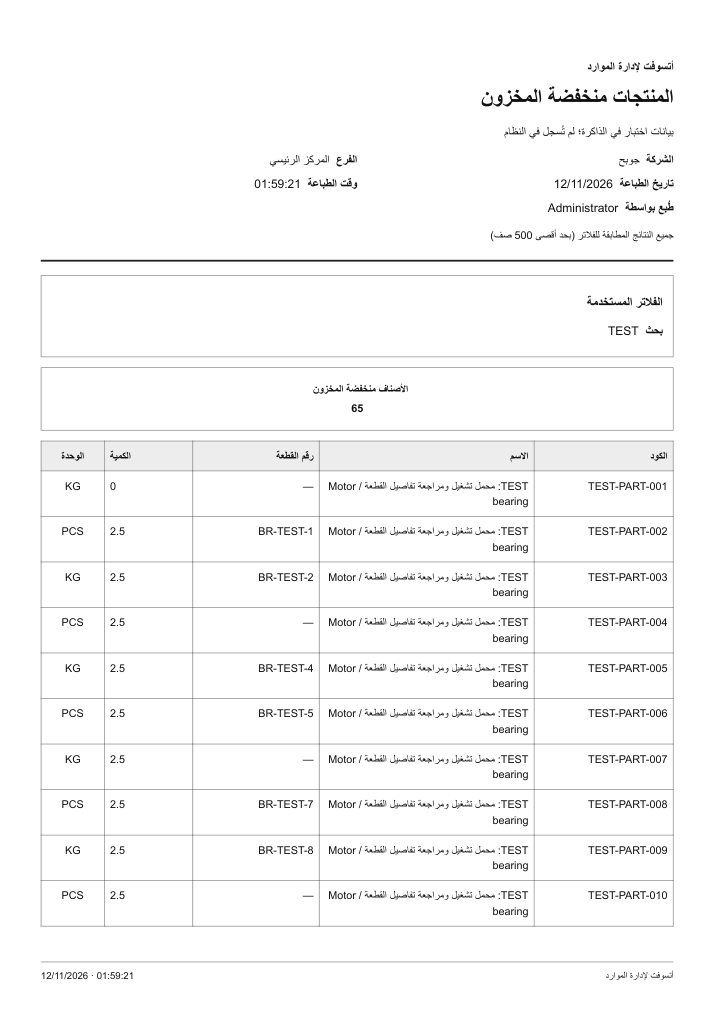 أتسوفت لإدارة الموارد
المنتجات منخفضة المخزون
بيانات اختبار في الذاكرة؛ لم تُسجل في النظام
الشركة جوبح الفرع المركز الرئيسي
تاريخ الطباعة 12/11/2026 وقت الطباعة 01:59:21
طُبع بواسطة Administrator
جميع النتائج المطابقة للفلاتر (بحد أقصى 500 صف)
الفلاتر المستخدمة
بحث TEST
الأصناف منخفضة المخزون
65
الكود الاسم رقم القطعة الكمية الوحدة
TEST-PART-001 TEST: محمل تشغيل ومراجعة تفاصيل القطعة / Motor — 0 KG
bearing
TEST-PART-002 TEST: محمل تشغيل ومراجعة تفاصيل القطعة / Motor BR-TEST-1 2.5 PCS
bearing
TEST-PART-003 TEST: محمل تشغيل ومراجعة تفاصيل القطعة / Motor BR-TEST-2 2.5 KG
bearing
TEST-PART-004 TEST: محمل تشغيل ومراجعة تفاصيل القطعة / Motor — 2.5 PCS
bearing
TEST-PART-005 TEST: محمل تشغيل ومراجعة تفاصيل القطعة / Motor BR-TEST-4 2.5 KG
bearing
TEST-PART-006 TEST: محمل تشغيل ومراجعة تفاصيل القطعة / Motor BR-TEST-5 2.5 PCS
bearing
TEST-PART-007 TEST: محمل تشغيل ومراجعة تفاصيل القطعة / Motor — 2.5 KG
bearing
TEST-PART-008 TEST: محمل تشغيل ومراجعة تفاصيل القطعة / Motor BR-TEST-7 2.5 PCS
bearing
TEST-PART-009 TEST: محمل تشغيل ومراجعة تفاصيل القطعة / Motor BR-TEST-8 2.5 KG
bearing
TEST-PART-010 TEST: محمل تشغيل ومراجعة تفاصيل القطعة / Motor — 2.5 PCS
bearing
أتسوفت لإدارة الموارد 12/11/2026 · 01:59:21